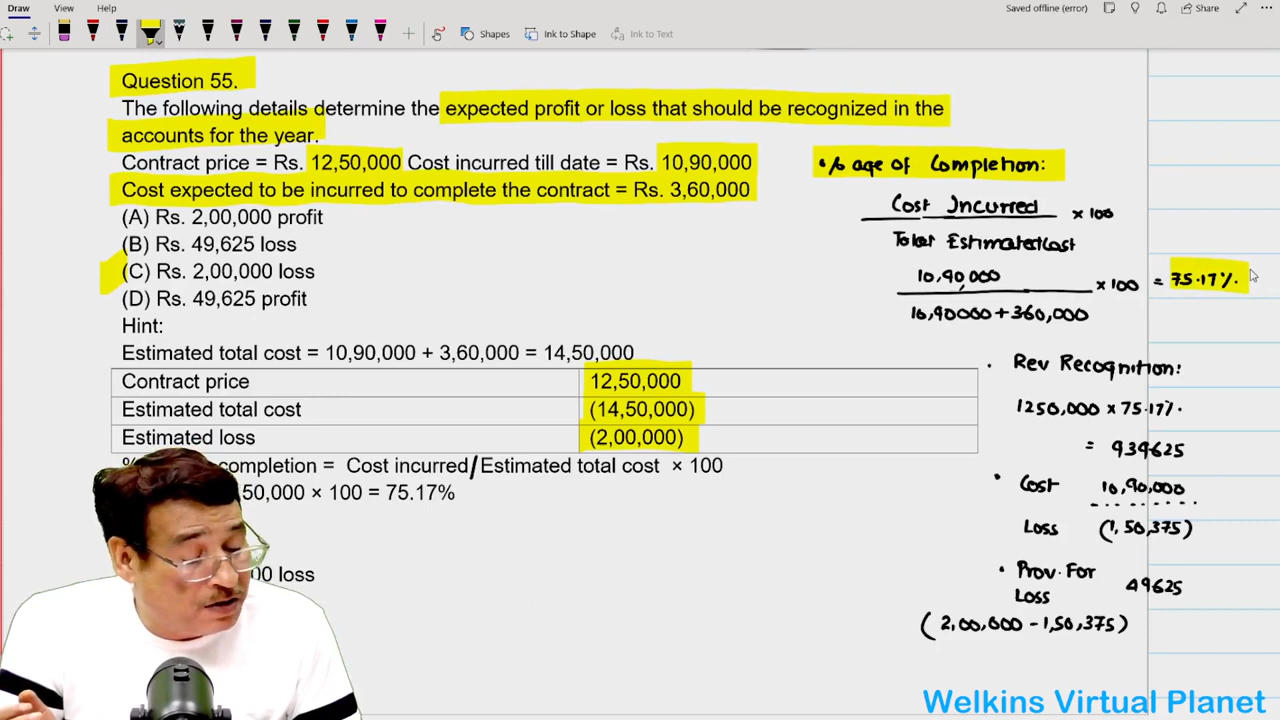 Draw View Help
Saved offline (error)
Share
Shapes
Ink to Shape
Ink to Text
Question 55.
The following details determine the expected profit or loss that should be recognized in the
accounts for the year.
Contract price = Rs. 12,50,000 Cost incurred till date = Rs. 10,90,000
Cost expected to be incurred to complete the contract = Rs. 3,60,000
(A) Rs. 2,00,000 profit
(B) Rs. 49,625 loss
(C) Rs. 2,00,000 loss
(D) Rs. 49,625 profit
Hint:
Estimated total cost = 10,90,000 + 3,60,000 = 14,50,000
Contract price 12,50,000
Estimated total cost (14,50,000)
Estimated loss (2,00,000)
completion = Cost incurred/Estimated total cost × 100
50,000 × 100 = 75.17%
00 loss
• % age of Completion:
Cost Incurred
× 100
Total Estimated Cost
10,90,000
× 100 = 75.17%.
10,90000 + 360,000
• Rev Recognition:
1250,000 × 75.17%.
= 939625
• Cost 10,90,000
Loss (1,50,375)
• Prov. For
Loss
49625
(2,00,000 - 1,50,375)
Welkins Virtual Planet